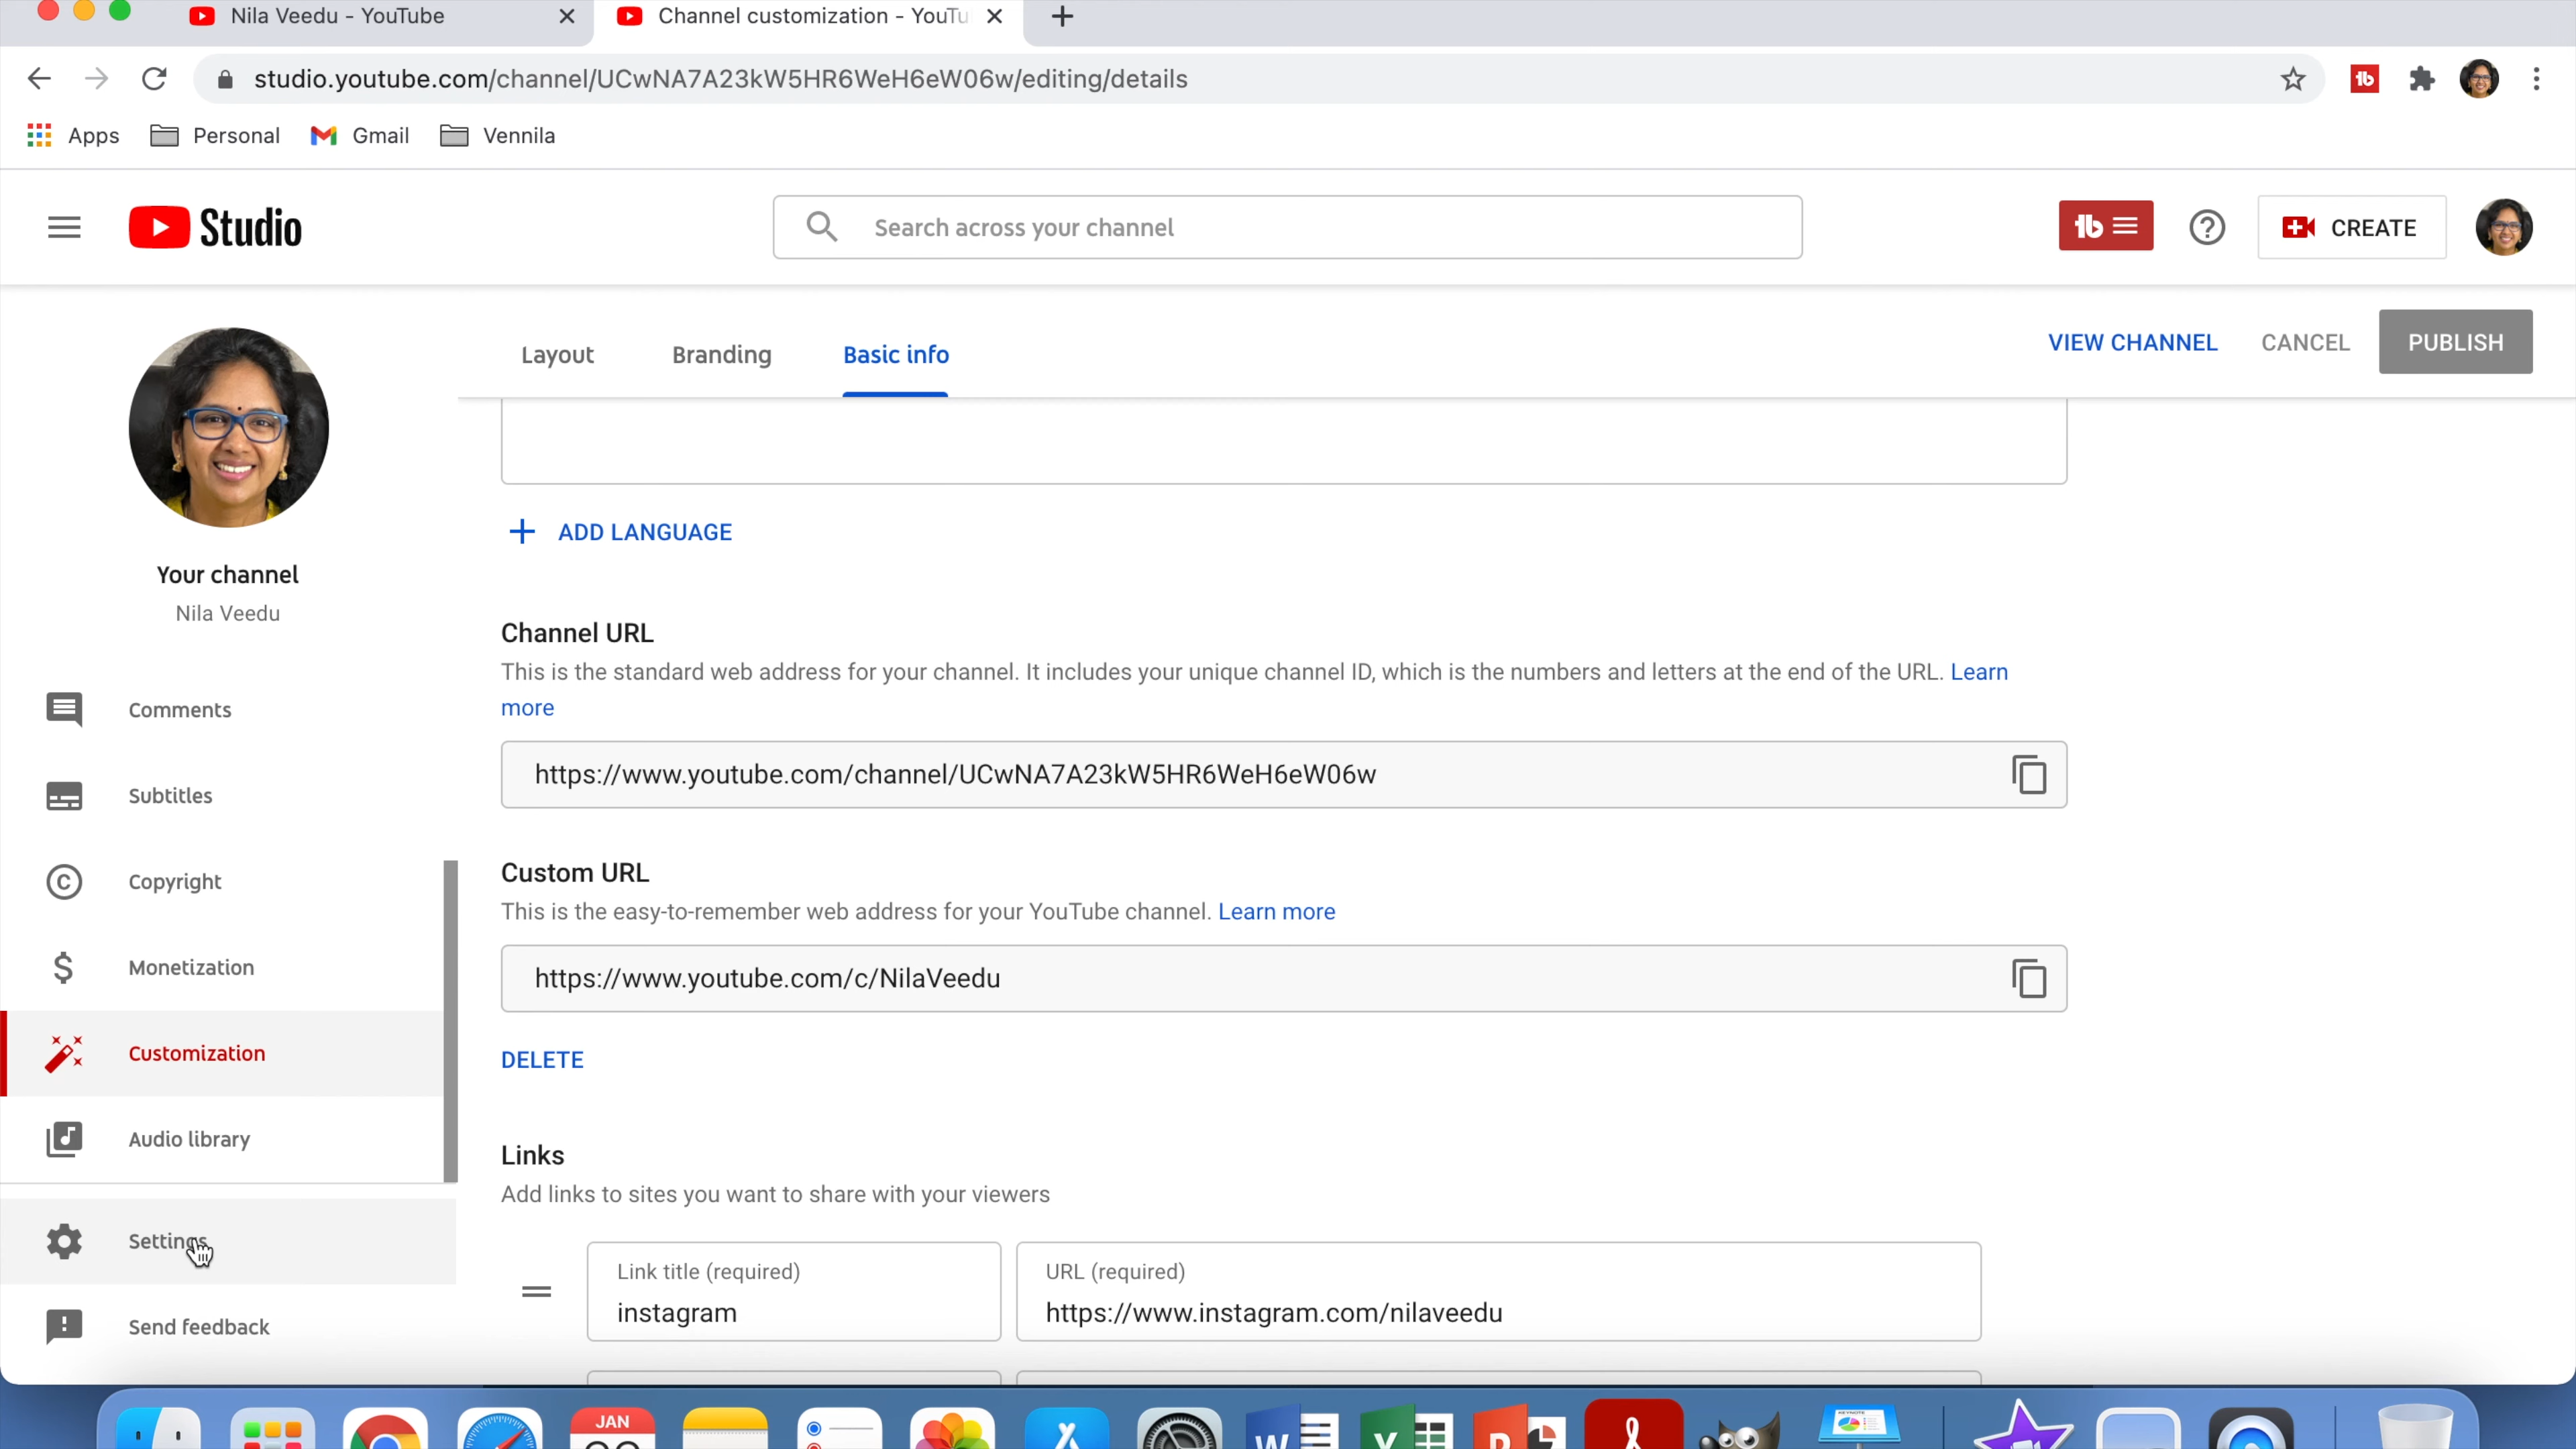 Nila Veedu - YouTube
Channel customization - YouTu
studio.youtube.com/channel/UCwNA7A23kW5HR6WeH6eW06w/editing/details
Apps
Personal
Gmail
Vennila
Studio
Search across your channel
CREATE
Layout
Branding
Basic info
VIEW CHANNEL
CANCEL
PUBLISH
Your channel
Nila Veedu
Comments
Subtitles
Copyright
Monetization
Customization
Audio library
Settings
Send feedback
ADD LANGUAGE
Channel URL
This is the standard web address for your channel. It includes your unique channel ID, which is the numbers and letters at the end of the URL. Learn
more
https://www.youtube.com/channel/UCwNA7A23kW5HR6WeH6eW06w
Custom URL
This is the easy-to-remember web address for your YouTube channel. Learn more
https://www.youtube.com/c/NilaVeedu
DELETE
Links
Add links to sites you want to share with your viewers
Link title (required)
instagram
URL (required)
https://www.instagram.com/nilaveedu
JAN